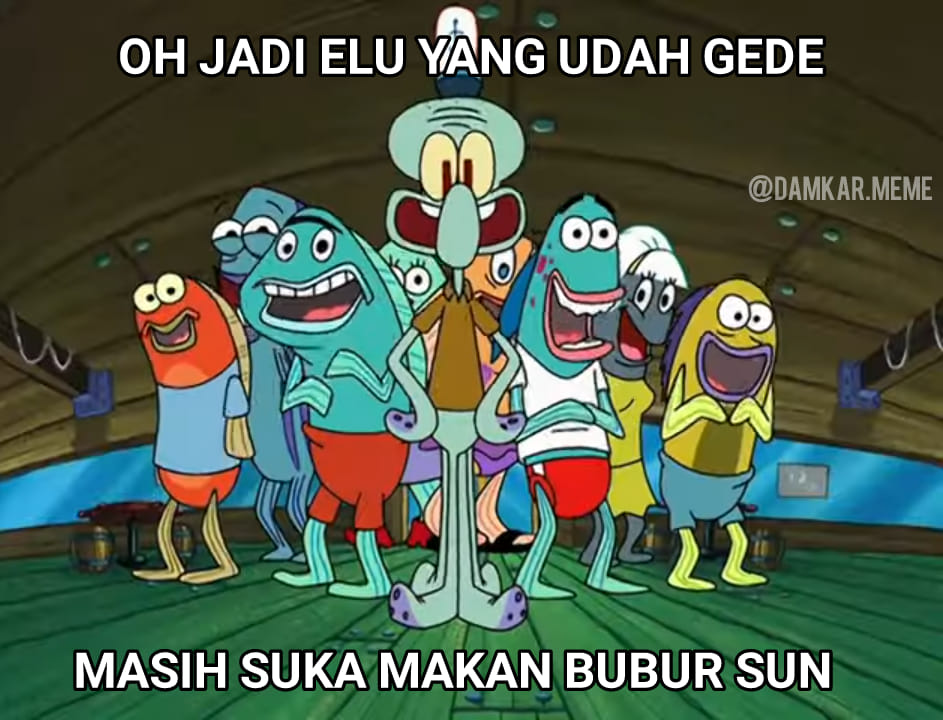 OH JADI ELU YANG UDAH GEDE
@DAMKAR.MEME
MASIH SUKA MAKAN BUBUR SUN